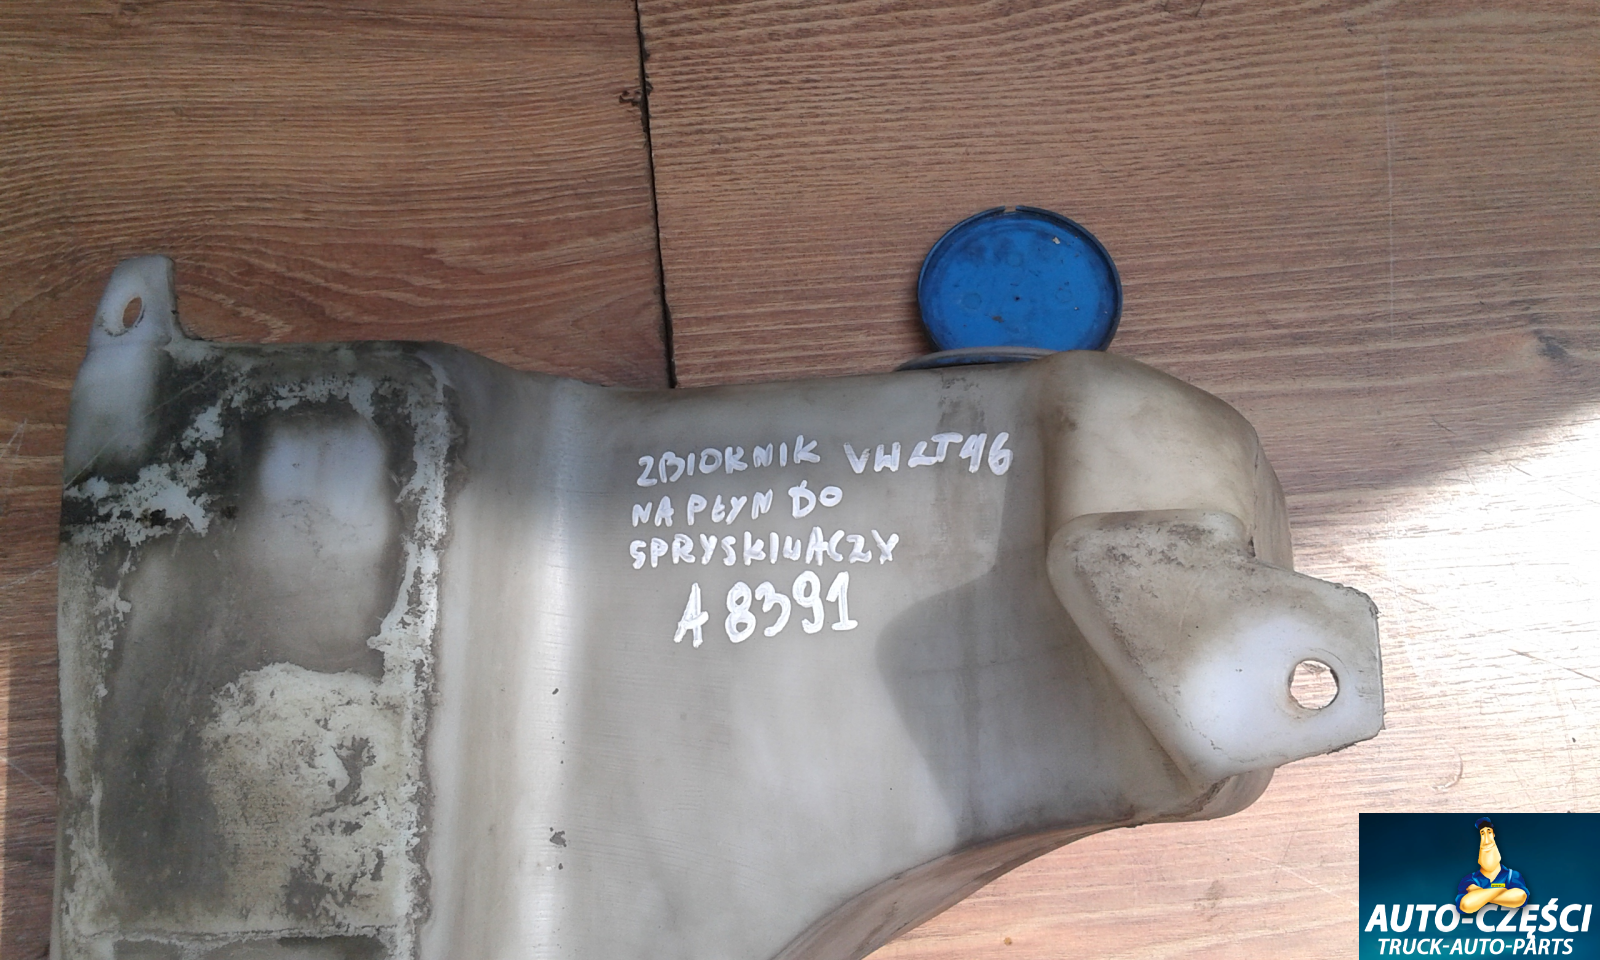 ZBIORNIK VW LT 46
NA PŁYN DO
SPRYSKIWACZY
A 8391
AUTO-CZĘŚCI
TRUCK-AUTO-PARTS